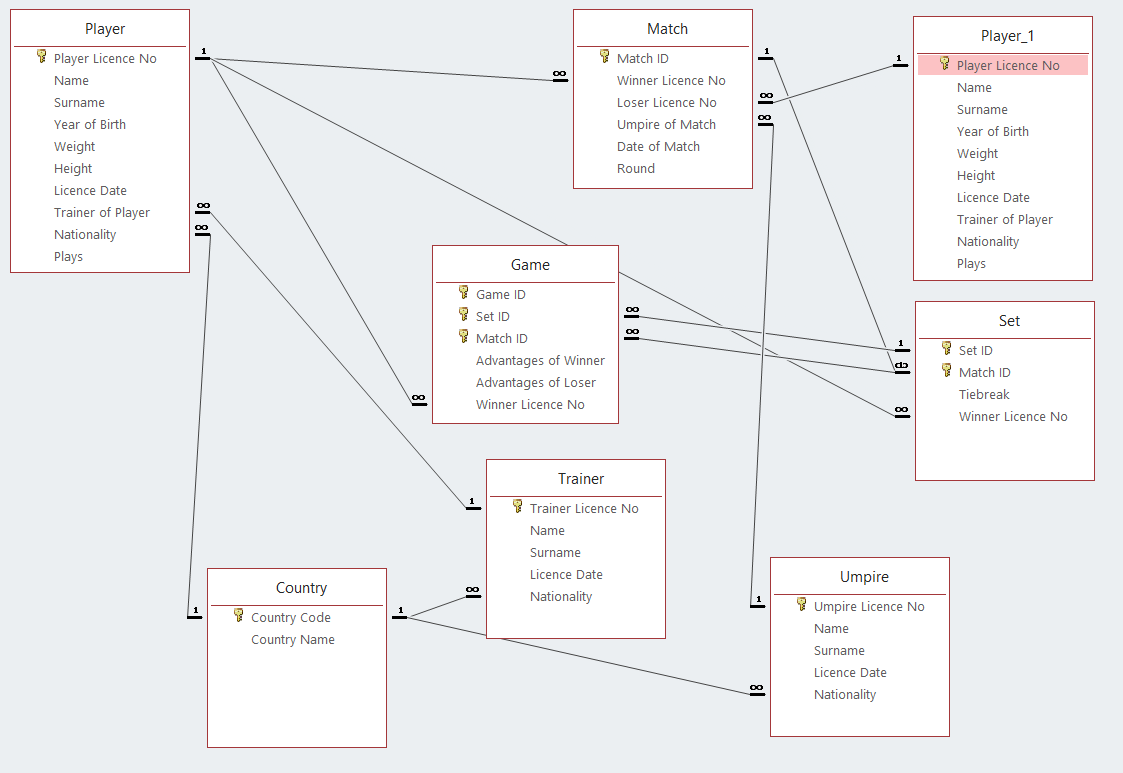 Player
Player Licence No
Name
Surname
Year of Birth
Weight
Height
Licence Date
Trainer of Player
Nationality
Plays
1
∞
∞
Match
Match ID
Winner Licence No
Loser Licence No
Umpire of Match
Date of Match
Round
∞
1
∞
∞
Player_1
Player Licence No
Name
Surname
Year of Birth
Weight
Height
Licence Date
Trainer of Player
Nationality
Plays
1
Game
Game ID
Set ID
Match ID
Advantages of Winner
Advantages of Loser
Winner Licence No
∞
∞
∞
Set
Set ID
Match ID
Tiebreak
Winner Licence No
1
∞
Trainer
Trainer Licence No
Name
Surname
Licence Date
Nationality
1
∞
Country
Country Code
Country Name
1
1
Umpire
Umpire Licence No
Name
Surname
Licence Date
Nationality
1
∞